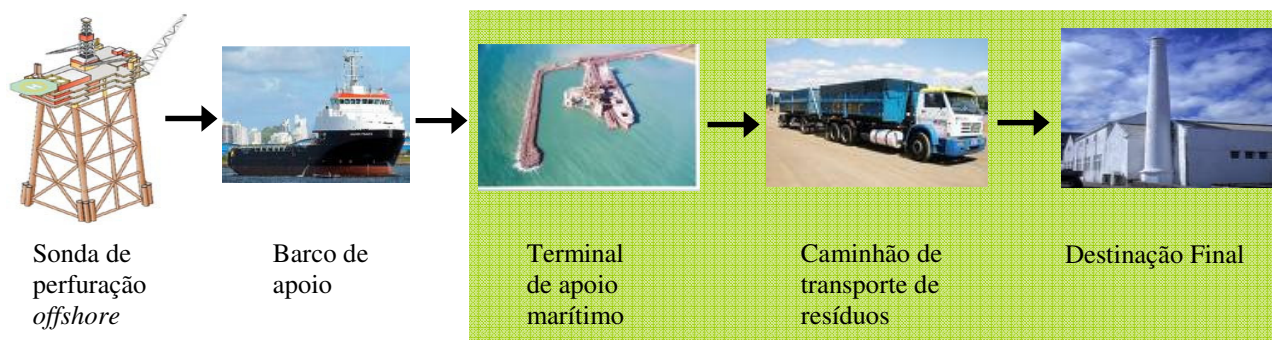 Sonda de
perfuração
offshore
Barco de
apoio
Terminal
de apoio
marítimo
Caminhão de
transporte de
resíduos
Destinação Final